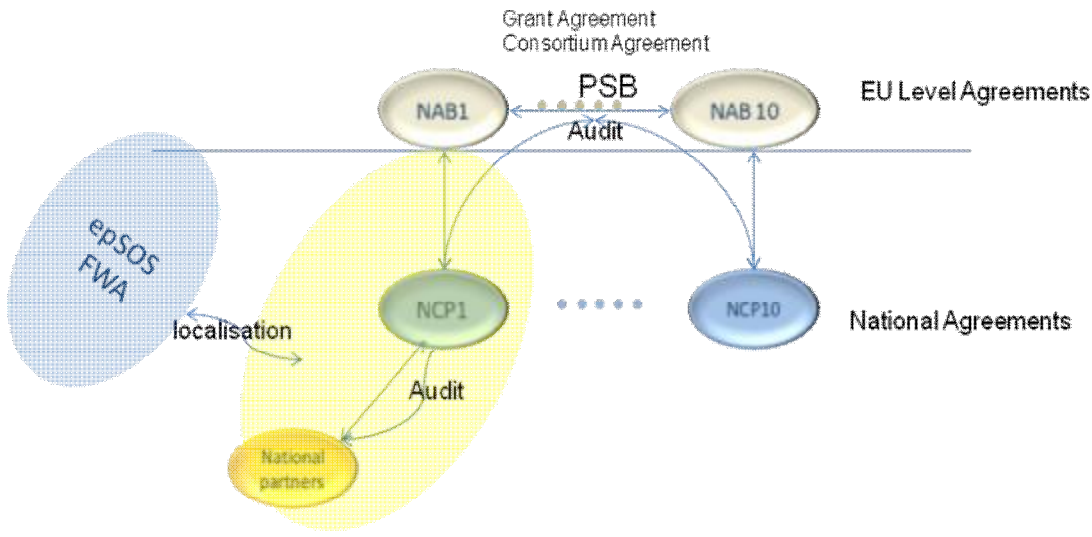 Grant Agreement
Consortium Agreement
NAB1
PSB
NAB 10
EU Level Agreements
Audit
epSOS
FWA
NCP1
NCP10
National Agreements
localisation
Audit
National
partners